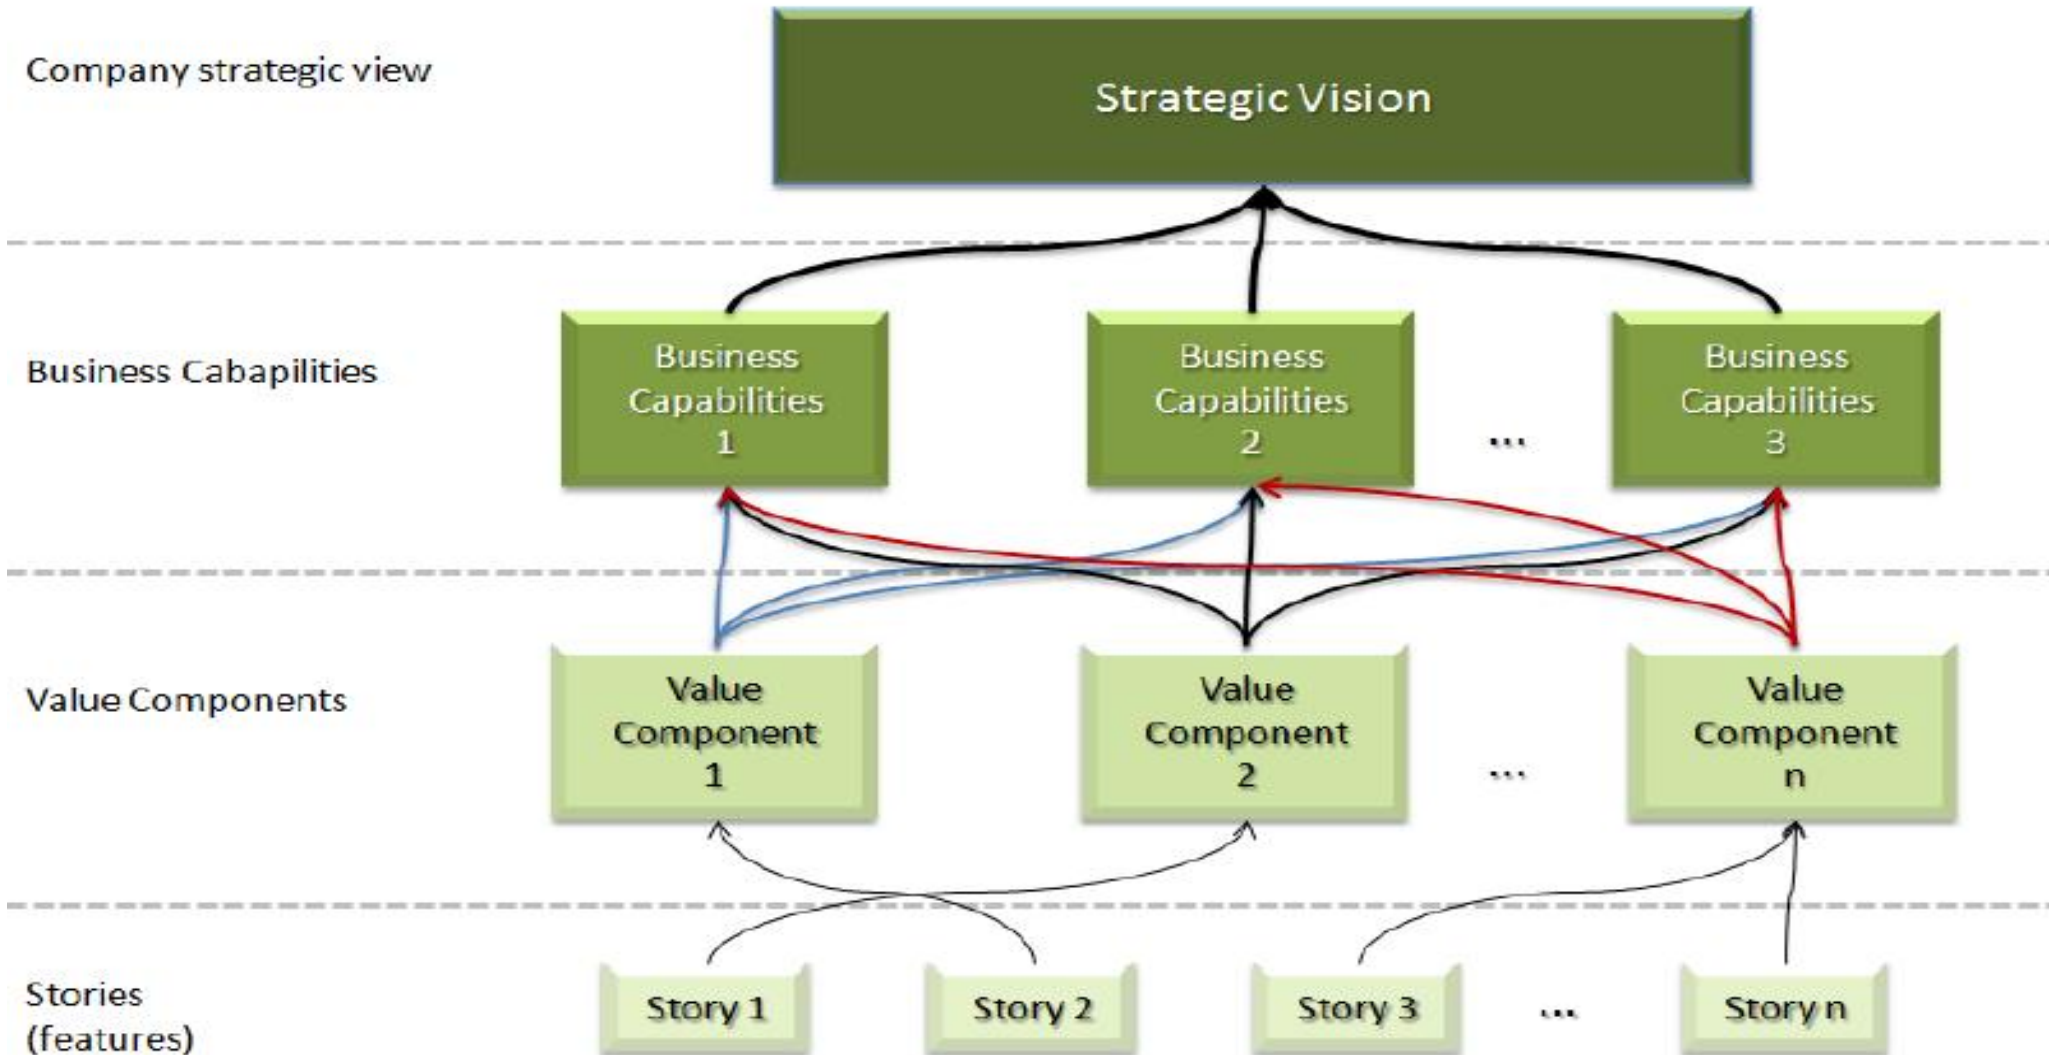 Company strategic view
Strategic Vision
Business Cabapilities
Business
Capabilities
1
Business
Capabilities
2
...
Business
Capabilities
3
Value Components
Value
Component
1
Value
Component
2
...
Value
Component
n
Stories
(features)
Story 1
Story 2
Story 3
...
Story n